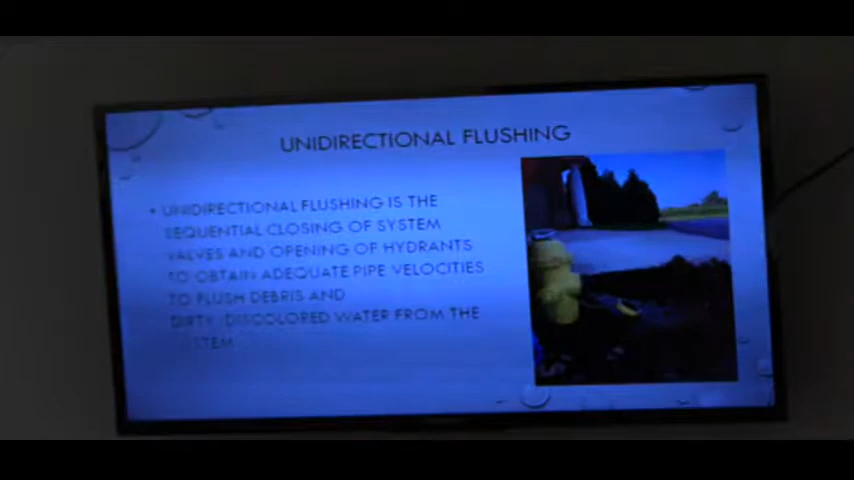 UNIDIRECTIONAL FLUSHING
• UNIDIRECTIONAL FLUSHING IS THE
SEQUENTIAL CLOSING OF SYSTEM
VALVES AND OPENING OF HYDRANTS
TO OBTAIN ADEQUATE PIPE VELOCITIES
TO FLUSH DEBRIS AND
DIRTY/DISCOLORED WATER FROM THE
SYSTEM